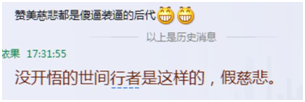 赞美慈悲都是傻逼装逼的后代😁😁
以上是历史消息
效果 17:31:55
没开悟的世间行者是这样的，假慈悲。